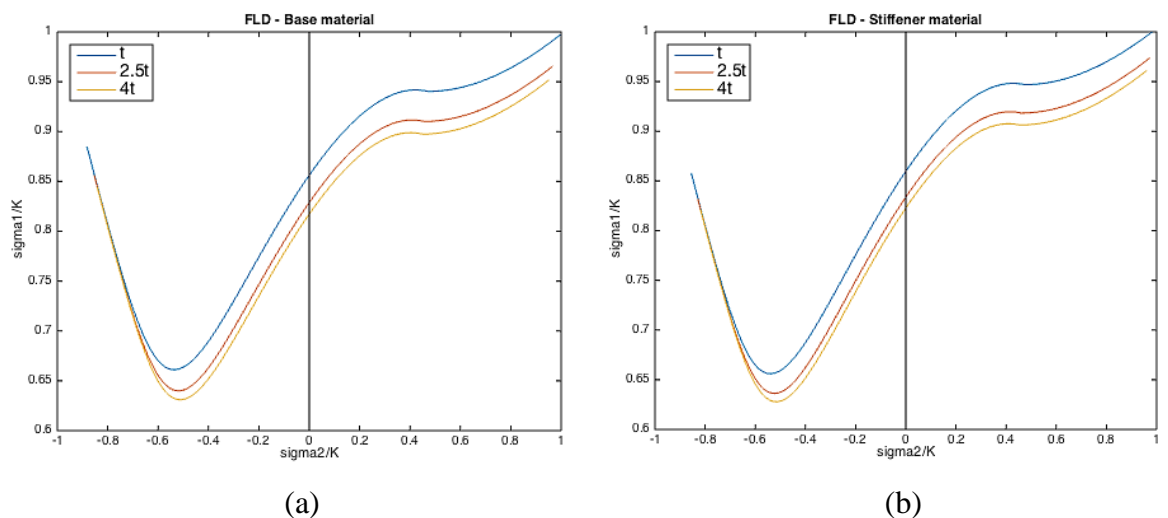 FLD - Base material
t
2.5t
4t
1
0.95
0.9
0.85
0.8
0.75
0.7
0.65
0.6
sigma1/K
-1 -0.8 -0.6 -0.4 -0.2 0 0.2 0.4 0.6 0.8 1
sigma2/K
(a)
FLD - Stiffener material
t
2.5t
4t
1
0.95
0.9
0.85
0.8
0.75
0.7
0.65
0.6
sigma1/K
-1 -0.8 -0.6 -0.4 -0.2 0 0.2 0.4 0.6 0.8 1
sigma2/K
(b)